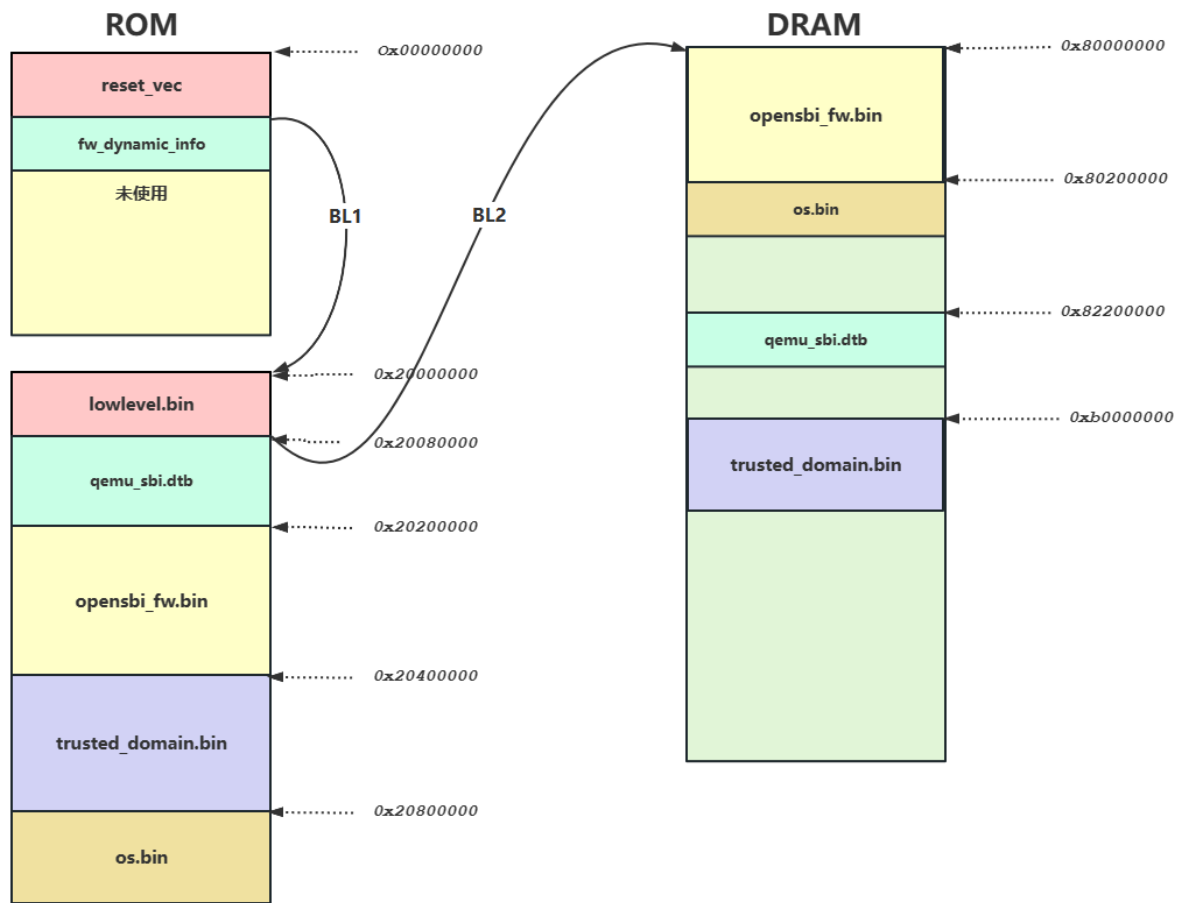 ROM
0x00000000
reset_vec
fw_dynamic_info
未使用
BL1
0x20000000
lowlevel.bin
0x20080000
qemu_sbi.dtb
0x20200000
opensbi_fw.bin
0x20400000
trusted_domain.bin
0x20800000
os.bin
BL2
DRAM
0x80000000
opensbi_fw.bin
0x80200000
os.bin
0x82200000
qemu_sbi.dtb
0xb0000000
trusted_domain.bin